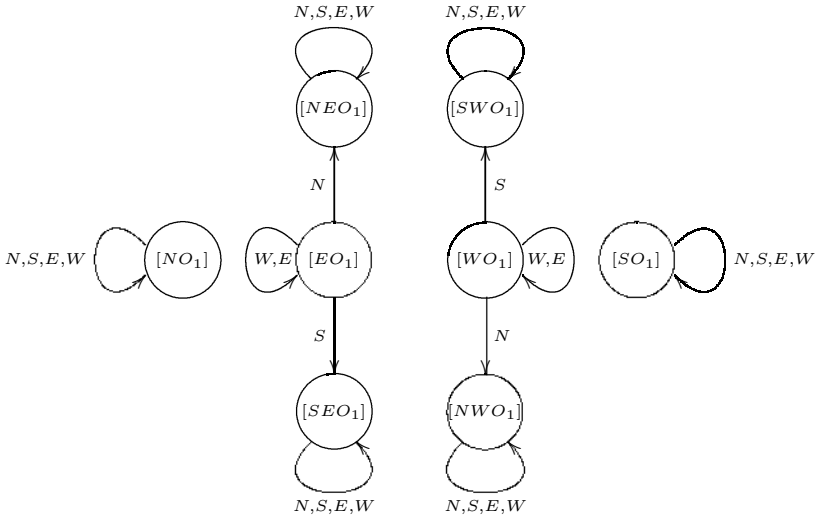 N,S,E,W N,S,E,W
[NEO₁] [SWO₁]
N S
N,S,E,W [NO₁] W,E [EO₁] [WO₁] W,E [SO₁] N,S,E,W
S N
[SEO₁] [NWO₁]
N,S,E,W N,S,E,W